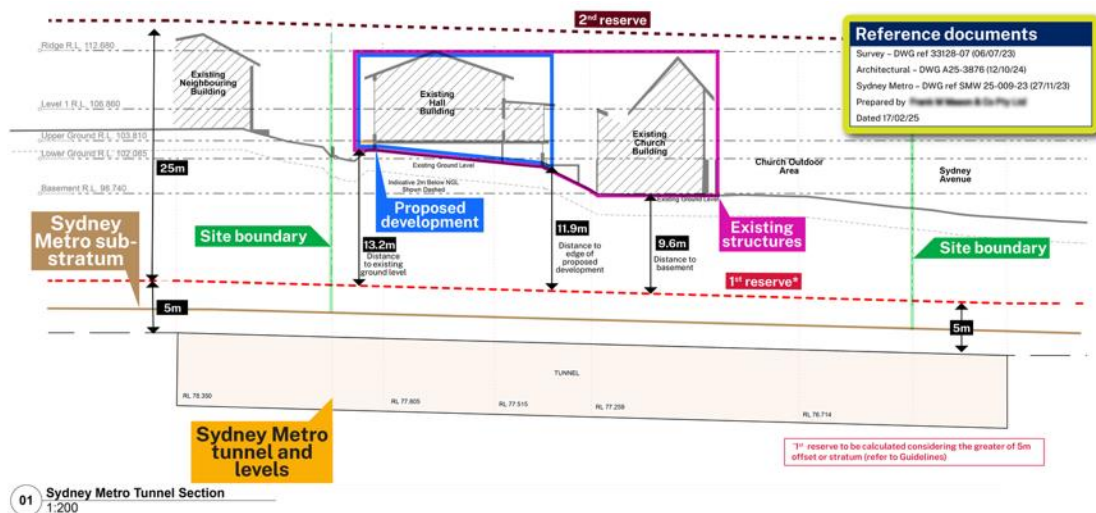 2nd reserve
Reference documents
Survey – DWG ref 33128-07 (06/07/23)
Architectural – DWG A25-3876 (12/10/24)
Sydney Metro – DWG ref SMW 25-009-23 (27/11/23)
Prepared by
Dated 17/02/25
Ridge R.L. 112.680
Level 1 R.L. 106.860
Upper Ground R.L. 103.810
Lower Ground R.L. 102.065
Basement R.L. 98.740
Existing
Neighbouring
Building
Existing
Hall
Building
Existing
Church
Building
Church Outdoor
Area
Sydney
Avenue
25m
Existing Ground Level
Indicative 2m Below NGL
Shown Dashed
Existing Ground Level
Sydney
Metro sub-
stratum
Site boundary
Proposed
development
Existing
structures
Site boundary
13.2m
Distance
to existing
ground level
11.9m
Distance to
edge of
proposed
development
9.6m
Distance to
basement
1st reserve*
5m
5m
TUNNEL
RL 78.350
RL 77.805
RL 77.515
RL 77.259
RL 76.714
Sydney Metro
tunnel and
levels
*1st reserve to be calculated considering the greater of 5m
offset or stratum (refer to Guidelines)
01
Sydney Metro Tunnel Section
1:200